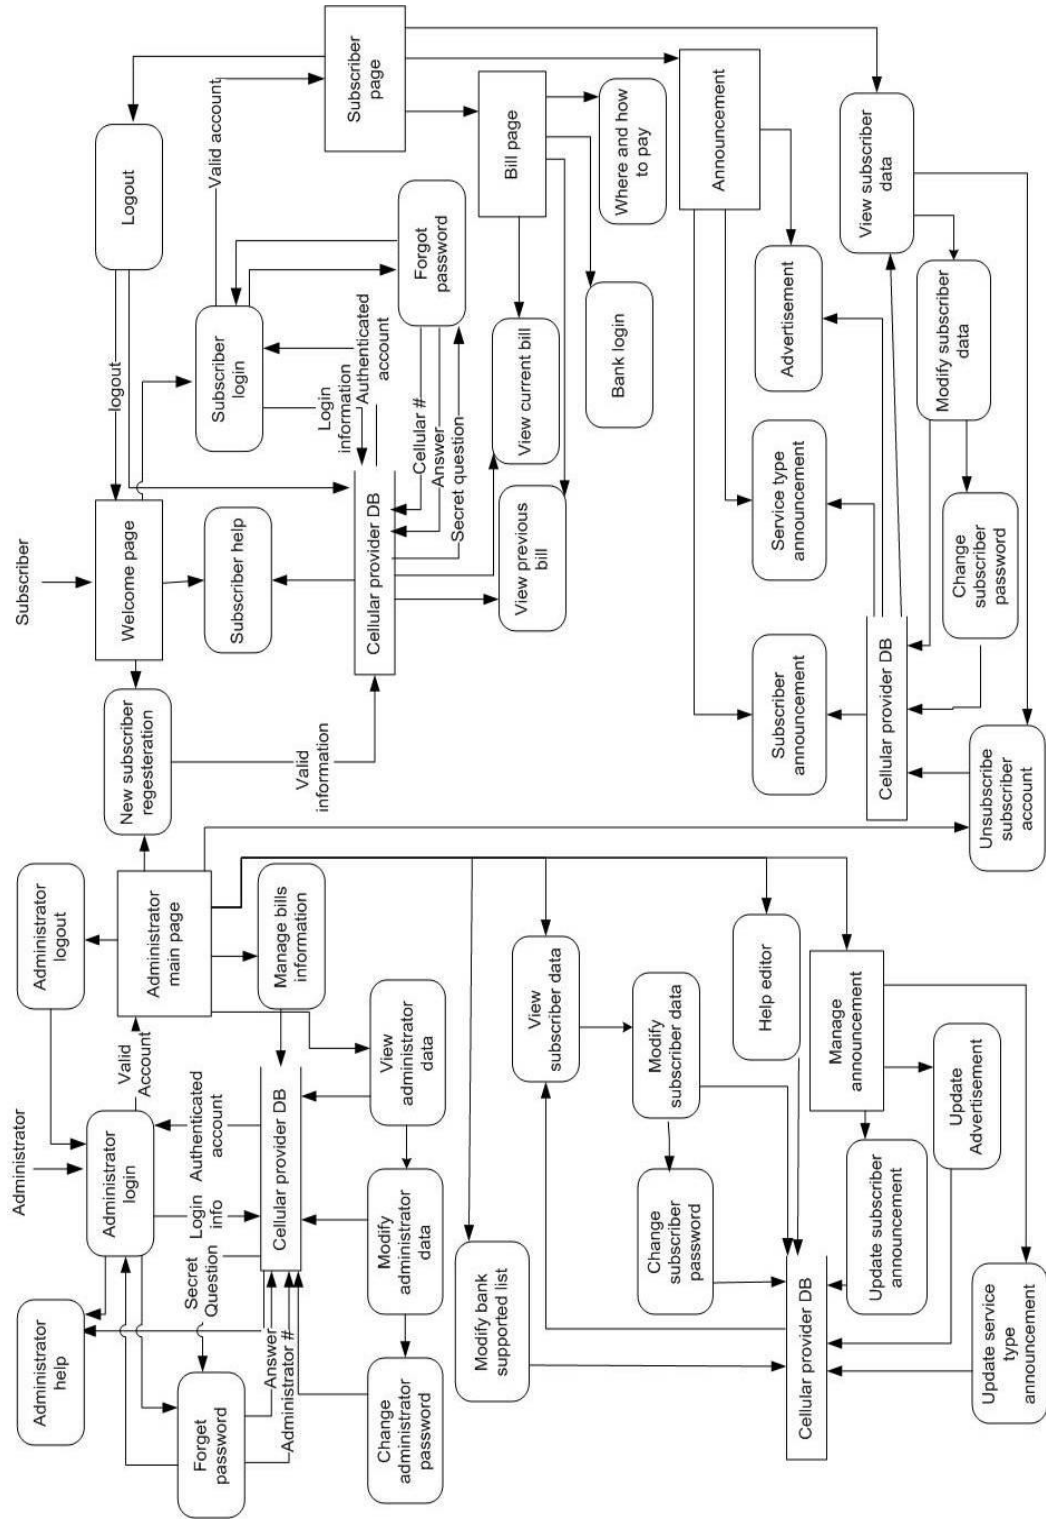 Administrator
Subscriber
Administrator
help
Administrator
login
Administrator
logout
Valid
Account
Administrator
main page
New subscriber
regesteration
Welcome page
logout
Logout
Forget
password
Secret
Question
Login
info
Authenticated
account
Answer
Administrator #
Cellular provider DB
Manage bills
information
Valid
information
Subscriber help
Subscriber
login
Valid account
Subscriber
page
Login
information
Authenticated
account
Forgot
password
Cellular provider DB
Cellular #
Answer
Secret question
Change
administrator
password
Modify
administrator
data
View
administrator
data
View previous
bill
View current bill
Bill page
Bank login
Where and how
to pay
Modify bank
supported list
View
subscriber data
Modify
subscriber data
Change
subscriber
password
Help editor
Cellular provider DB
Manage
announcement
Update subscriber
announcement
Update
Advertisement
Update service
type
announcement
Announcement
Subscriber
announcement
Service type
announcement
Advertisement
Cellular provider DB
View subscriber
data
Modify subscriber
data
Change
subscriber
password
Unsubscribe
subscriber
account